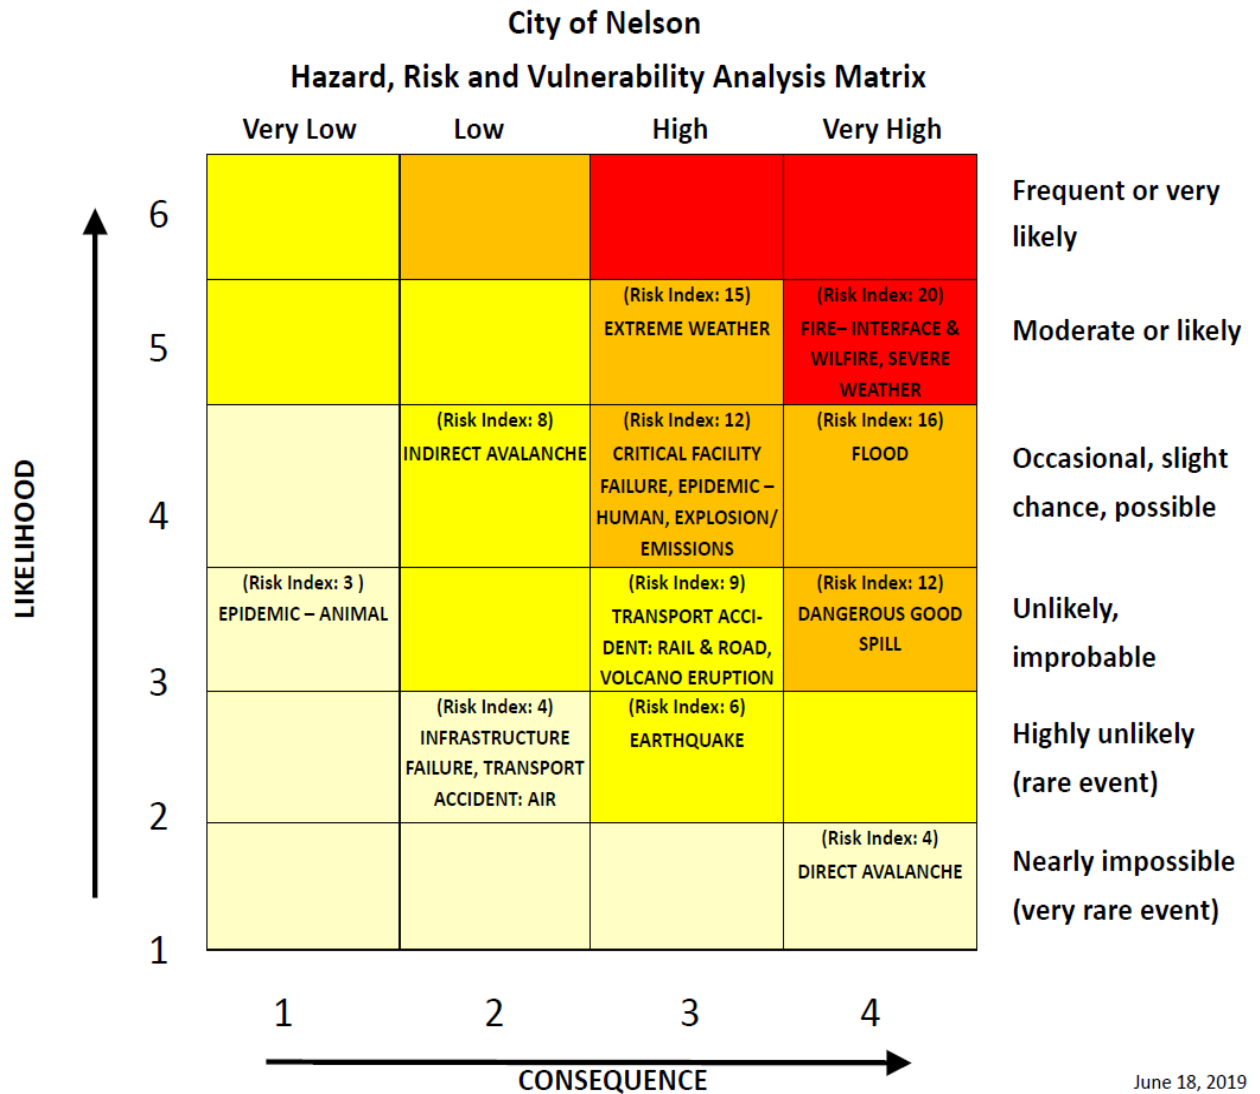 City of Nelson
Hazard, Risk and Vulnerability Analysis Matrix
Very Low Low High Very High
6
Frequent or very
likely
5
(Risk Index: 15)
EXTREME WEATHER
(Risk Index: 20)
FIRE– INTERFACE &
WILFIRE, SEVERE
WEATHER
Moderate or likely
LIKELIHOOD
4
(Risk Index: 8)
INDIRECT AVALANCHE
(Risk Index: 12)
CRITICAL FACILITY
FAILURE, EPIDEMIC –
HUMAN, EXPLOSION/
EMISSIONS
(Risk Index: 16)
FLOOD
Occasional, slight
chance, possible
3
(Risk Index: 3 )
EPIDEMIC – ANIMAL
(Risk Index: 9)
TRANSPORT ACCI-
DENT: RAIL & ROAD,
VOLCANO ERUPTION
(Risk Index: 12)
DANGEROUS GOOD
SPILL
Unlikely,
improbable
2
(Risk Index: 4)
INFRASTRUCTURE
FAILURE, TRANSPORT
ACCIDENT: AIR
(Risk Index: 6)
EARTHQUAKE
Highly unlikely
(rare event)
1
(Risk Index: 4)
DIRECT AVALANCHE
Nearly impossible
(very rare event)
1 2 3 4
CONSEQUENCE
June 18, 2019